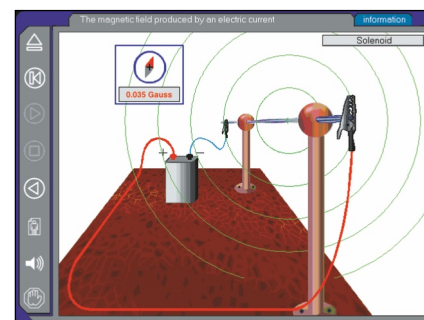 The magnetic field produced by an electric current
information
Solenoid
0.035 Gauss
+
−